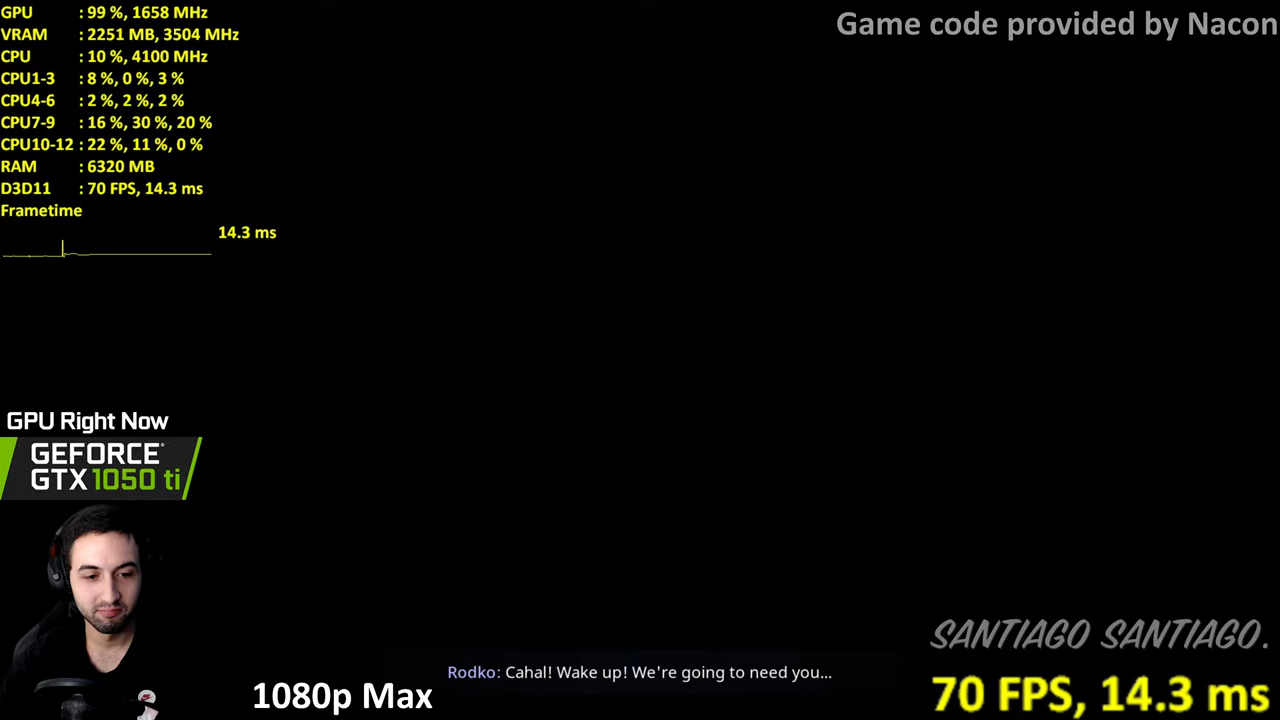 GPU : 99 %, 1658 MHz
VRAM : 2251 MB, 3504 MHz
CPU : 10 %, 4100 MHz
CPU1-3 : 8 %, 0 %, 3 %
CPU4-6 : 2 %, 2 %, 2 %
CPU7-9 : 16 %, 30 %, 20 %
CPU10-12 : 22 %, 11 %, 0 %
RAM : 6320 MB
D3D11 : 70 FPS, 14.3 ms
Frametime
14.3 ms
Game code provided by Nacon
GPU Right Now
GEFORCE
GTX 1050 ti
SANTIAGO SANTIAGO.
Rodko: Cahal! Wake up! We're going to need you...
1080p Max
70 FPS, 14.3 ms